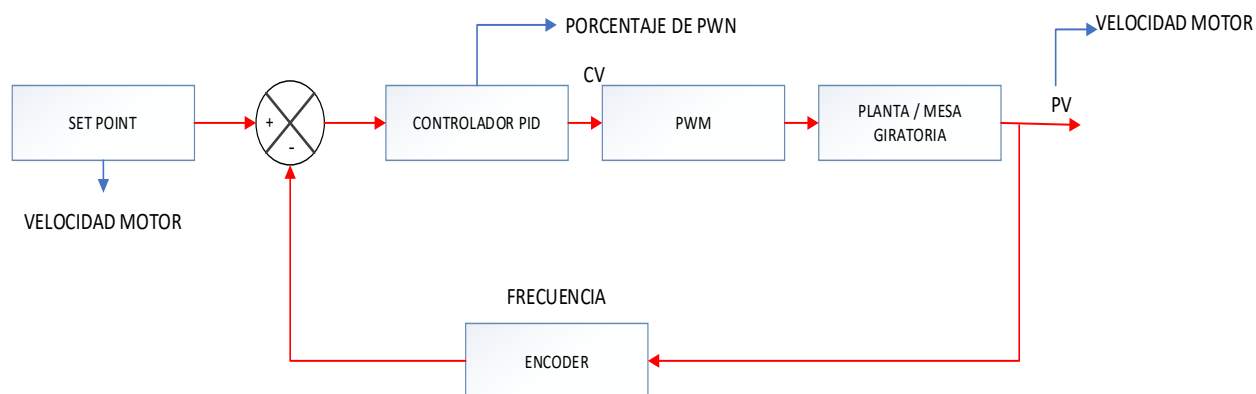 PORCENTAJE DE PWN
VELOCIDAD MOTOR
CV
PV
SET POINT
+
-
CONTROLADOR PID
PWM
PLANTA / MESA
GIRATORIA
VELOCIDAD MOTOR
FRECUENCIA
ENCODER